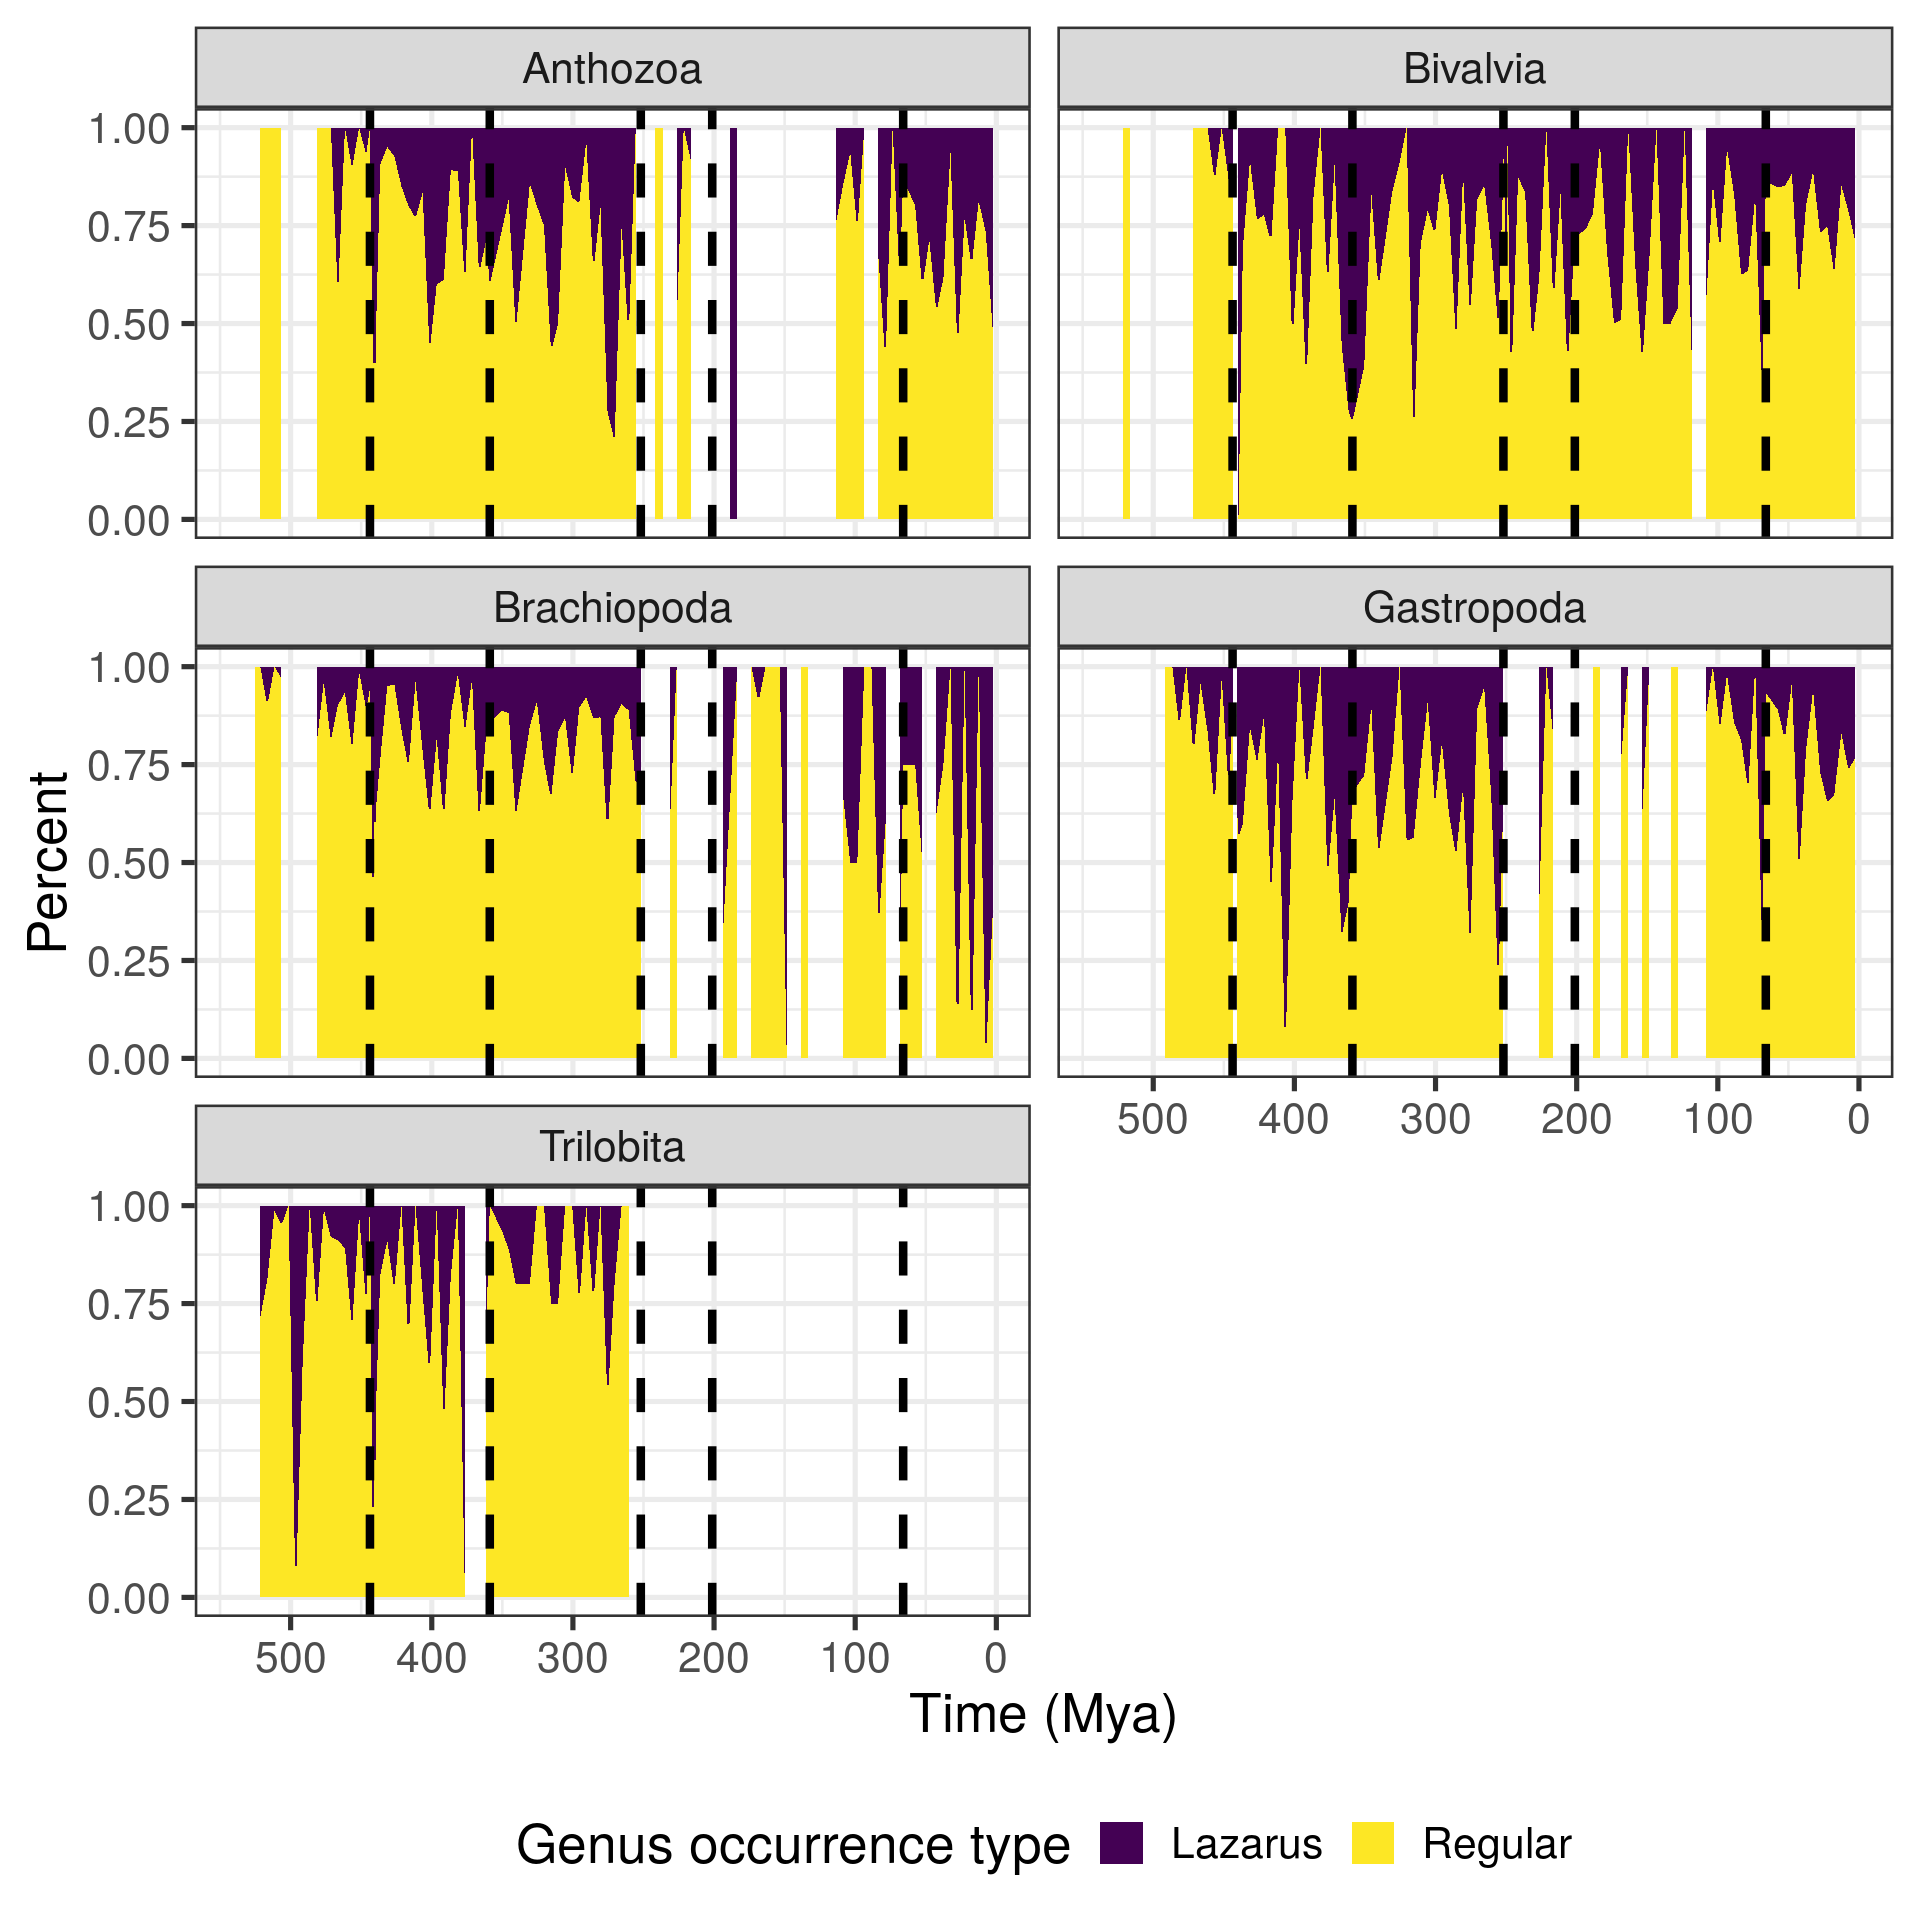 Anthozoa
Bivalvia
1.00
0.75
0.50
0.25
0.00
Brachiopoda
Gastropoda
1.00
0.75
0.50
0.25
0.00
500 400 300 200 100 0
Trilobita
1.00
0.75
0.50
0.25
0.00
500 400 300 200 100 0
Percent
Time (Mya)
Genus occurrence type Lazarus Regular